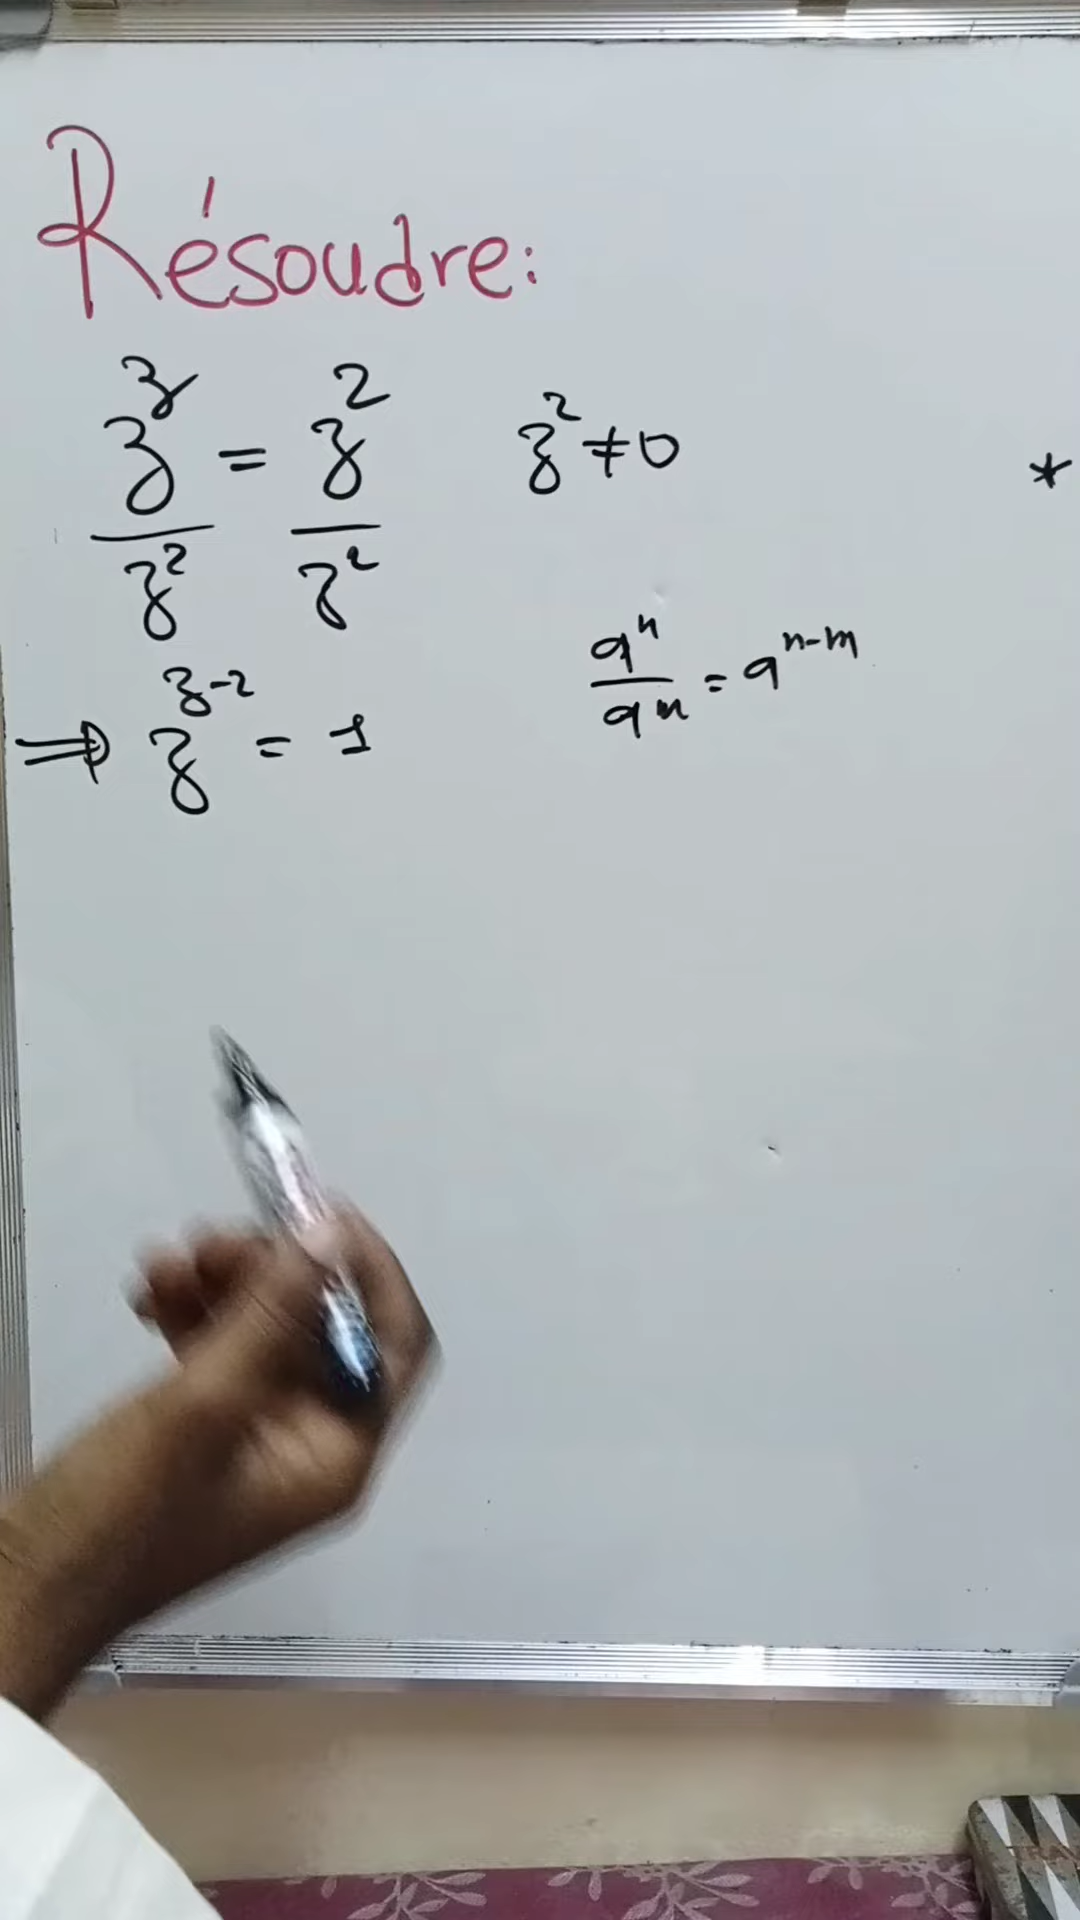 Résoudre:
z^z = z^2 z^2 ≠ 0 *
z^2 z^2
a^n / a^m = a^(n-m)
⇒ z^(z-2) = 1